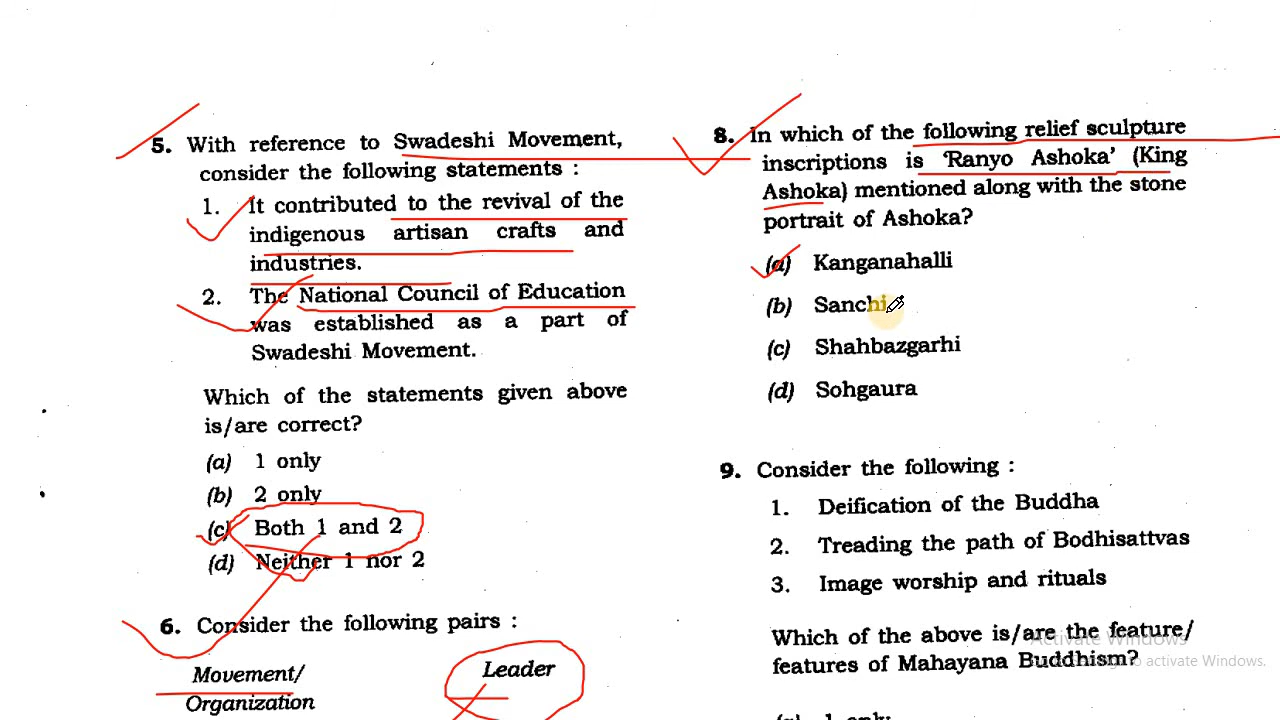 5. With reference to Swadeshi Movement,
consider the following statements :
1. It contributed to the revival of the
indigenous artisan crafts and
industries.
2. The National Council of Education
was established as a part of
Swadeshi Movement.
Which of the statements given above
is/are correct?
(a) 1 only
(b) 2 only
(c) Both 1 and 2
(d) Neither 1 nor 2
6. Consider the following pairs :
Movement/
Organization
Leader
8. In which of the following relief sculpture
inscriptions is 'Ranyo Ashoka' (King
Ashoka) mentioned along with the stone
portrait of Ashoka?
(a) Kanganahalli
(b) Sanchi
(c) Shahbazgarhi
(d) Sohgaura
9. Consider the following :
1. Deification of the Buddha
2. Treading the path of Bodhisattvas
3. Image worship and rituals
Which of the above is/are the feature/
features of Mahayana Buddhism?
Activate Windows
to activate Windows.